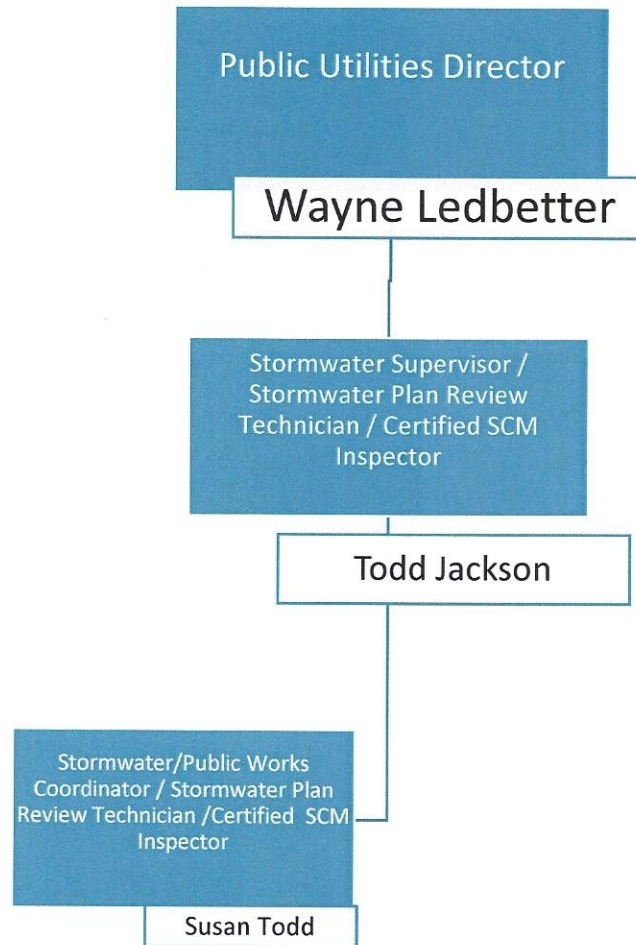 Public Utilities Director
Wayne Ledbetter
Stormwater Supervisor /
Stormwater Plan Review
Technician / Certified SCM
Inspector
Todd Jackson
Stormwater/Public Works
Coordinator / Stormwater Plan
Review Technician /Certified SCM
Inspector
Susan Todd